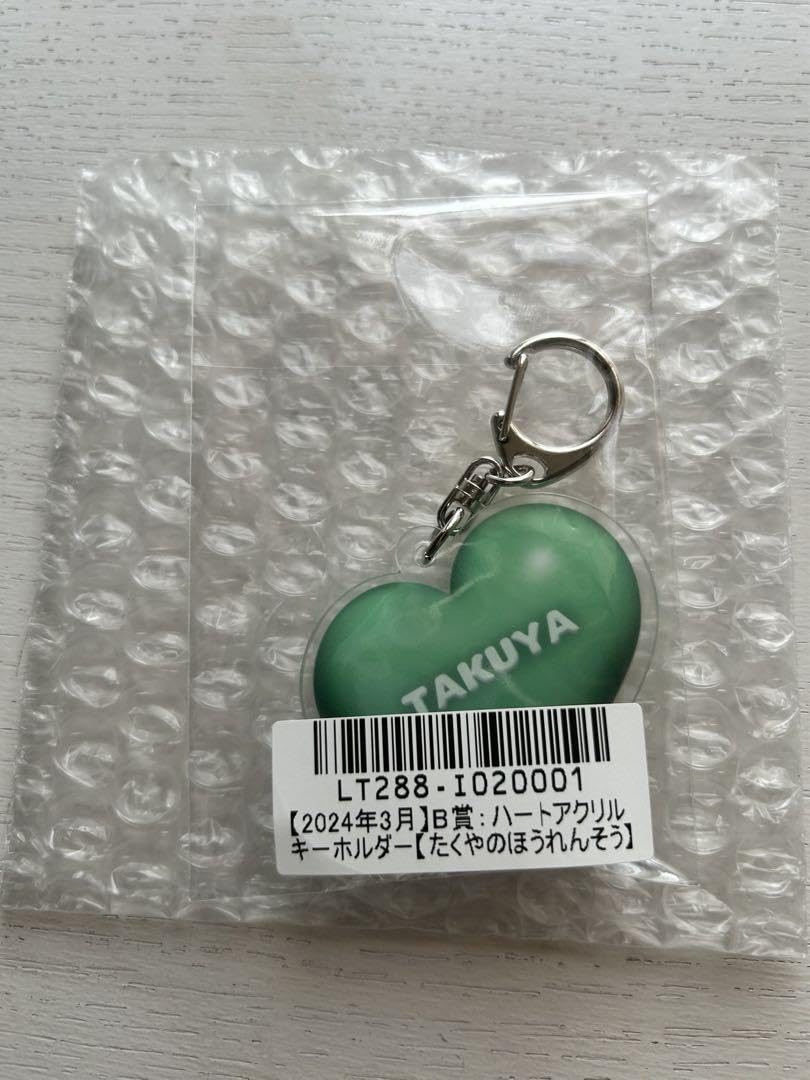 TAKUYA
LT288-I020001
【2024年3月】B賞:ハートアクリル
キーホルダー【たくやのほうれんそう】